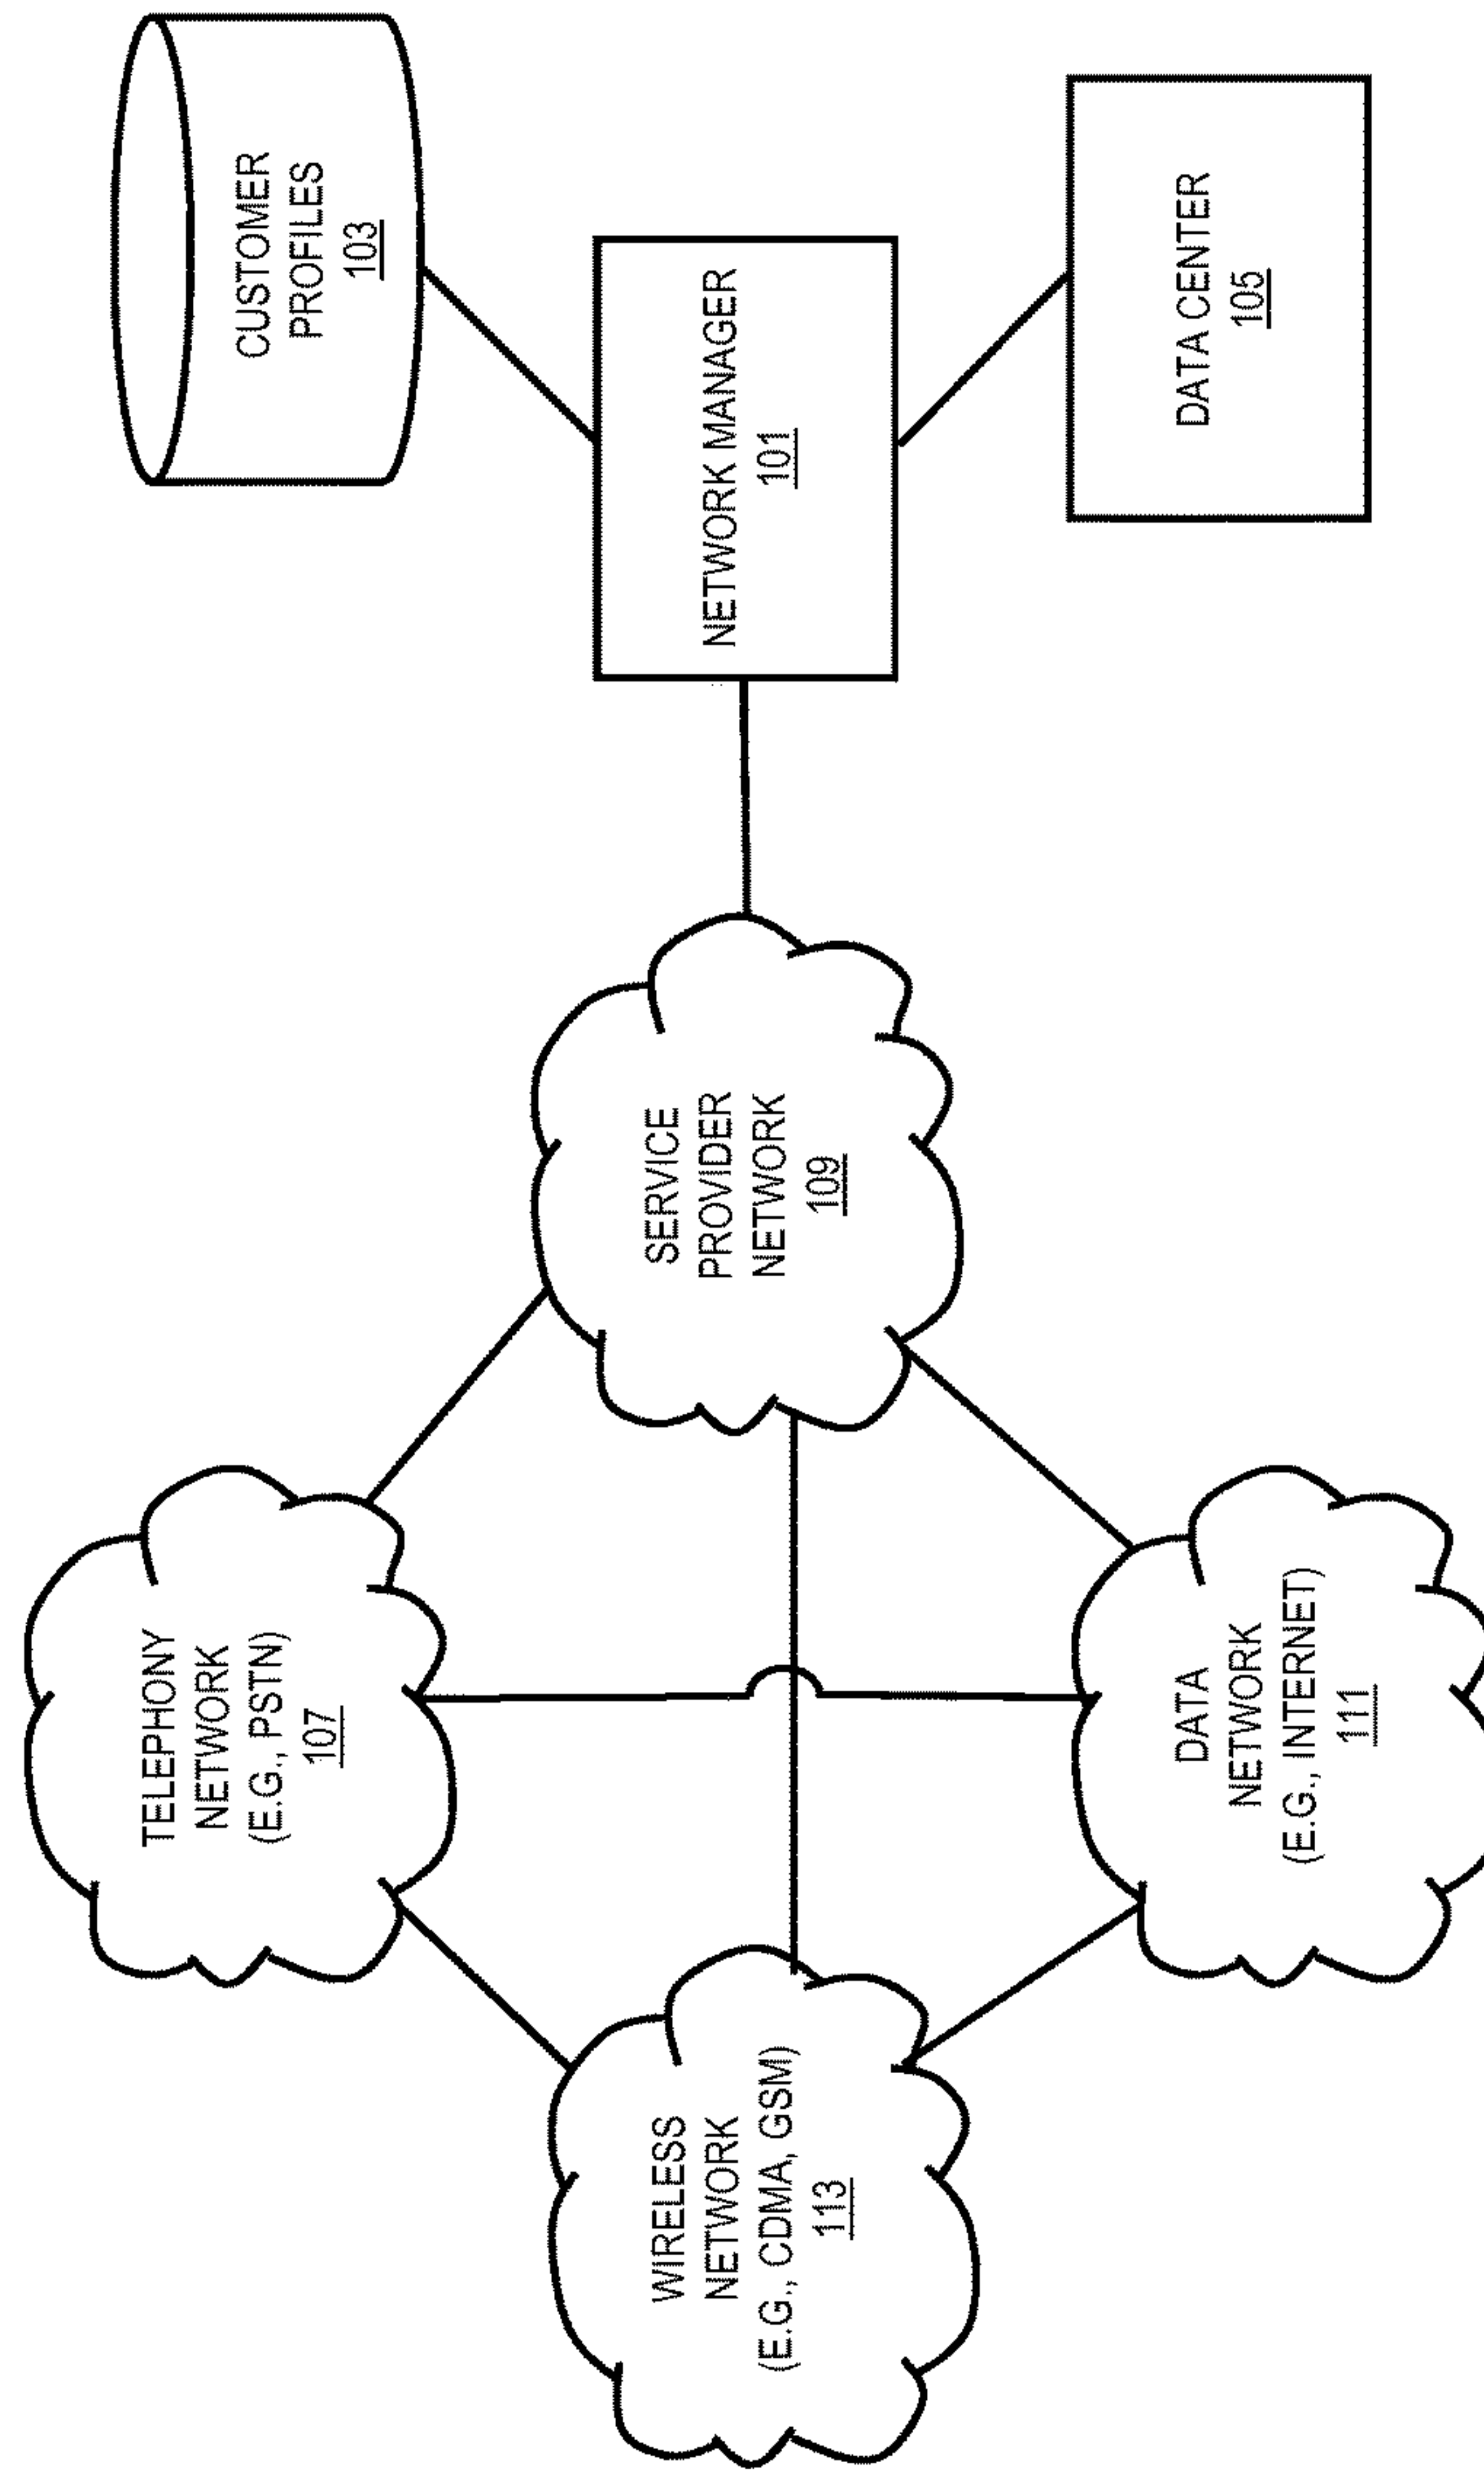 TELEPHONY
NETWORK
(E.G., PSTN)
107
CUSTOMER
PROFILES
103
WIRELESS
NETWORK
(E.G., CDMA, GSM)
113
SERVICE
PROVIDER
NETWORK
109
NETWORK MANAGER
101
DATA
NETWORK
(E.G., INTERNET)
111
DATA CENTER
105